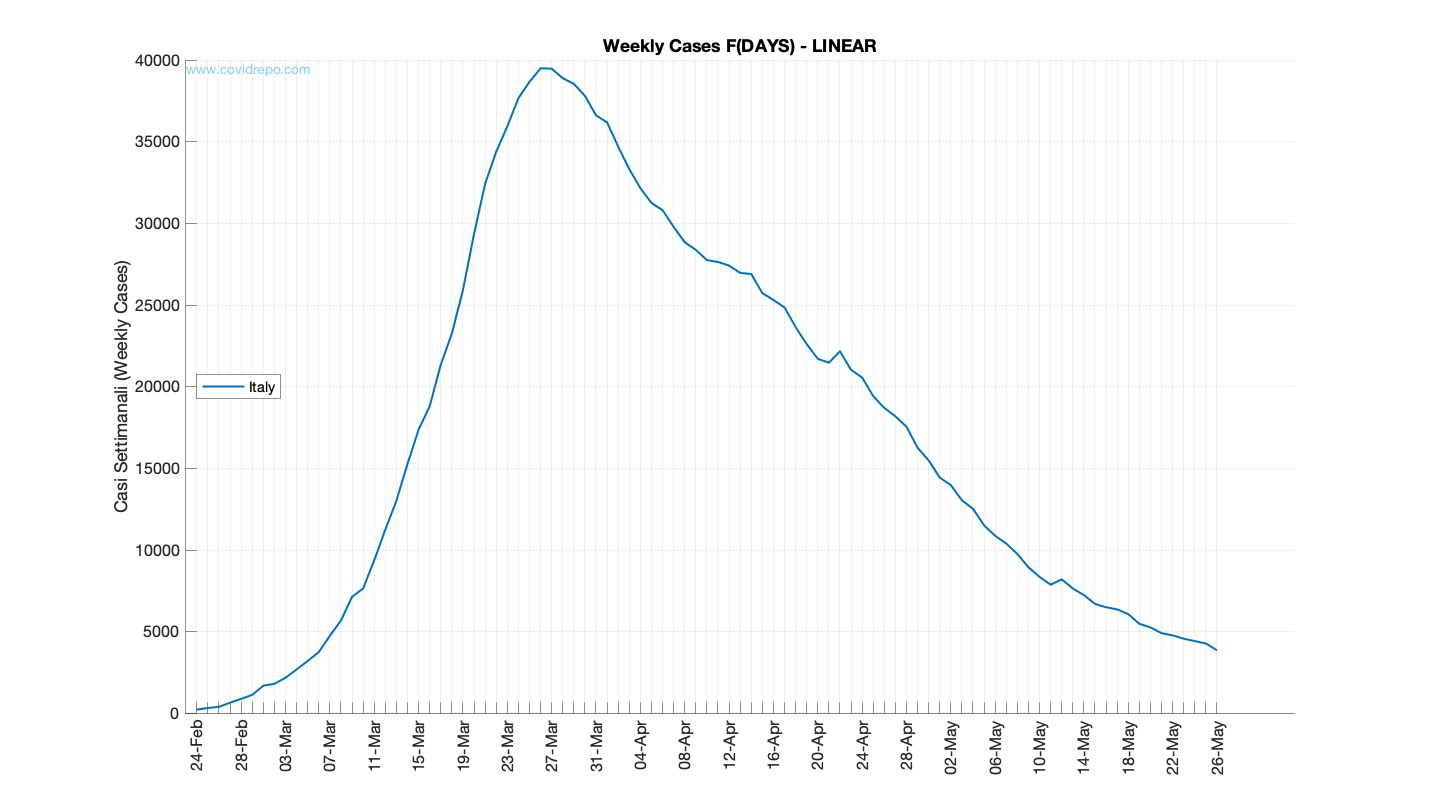 Weekly Cases F(DAYS) - LINEAR
www.covidrepo.com
Casi Settimanali (Weekly Cases)
40000
35000
30000
25000
20000
15000
10000
5000
0
Italy
24-Feb
28-Feb
03-Mar
07-Mar
11-Mar
15-Mar
19-Mar
23-Mar
27-Mar
31-Mar
04-Apr
08-Apr
12-Apr
16-Apr
20-Apr
24-Apr
28-Apr
02-May
06-May
10-May
14-May
18-May
22-May
26-May